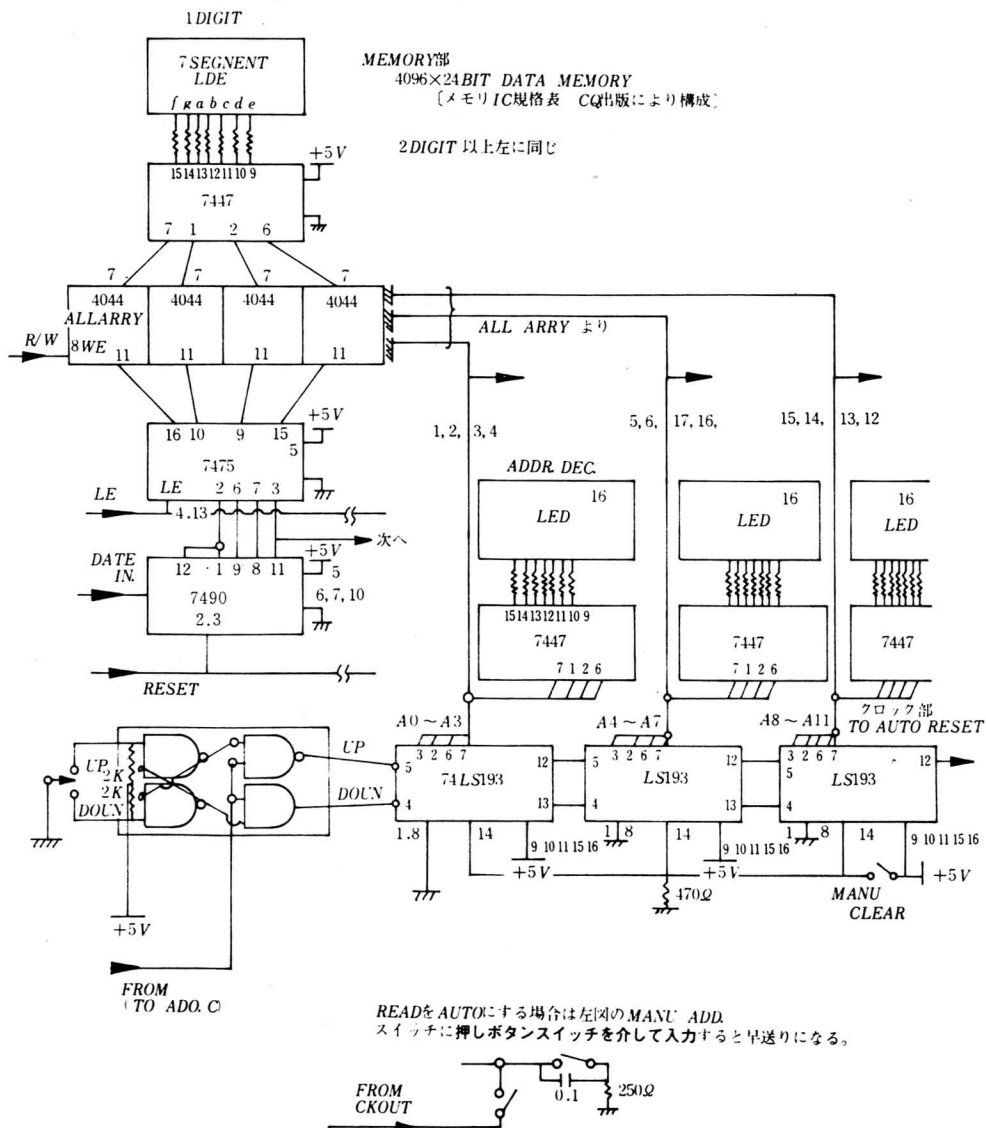 1DIGIT
7 SEGNENT
LDE
f g a b c d e
MEMORY部
4096×24BIT DATA MEMORY
〔メモリIC規格表 CQ出版により構成〕
2DIGIT 以上左に同じ
+5V
15 14 13 12 11 10 9
7447
7 1 2 6
7 7 7 7
4044 4044 4044 4044
ALLARRY
R/W
8WE
11 11 11 11
ALL ARRY より
+5V
16 10 9 15
5
7475
LE 2 6 7 3
LE
4.13
次へ
DATE
IN.
12 1 9 8 11
+5V
5
7490
6, 7, 10
2.3
RESET
1, 2, 3, 4
5, 6, 17, 16,
15, 14, 13, 12
ADDR. DEC.
16 16 16
LED LED LED
15 14 13 12 11 10 9
7447 7447 7447
7 1 2 6
7 1 2 6
クロック部
TO AUTO RESET
A0～A3 A4～A7 A8～A11
3 2 6 7
3 2 6 7
3 2 6 7
UP
UP
2K
2K
DOUN
DOUN
5
4
74LS193
12
13
5
4
LS193
12
13
5
4
LS193
12
1.8 14
9 10 11 15 16
+5V
1 8 14
9 10 11 15 16
+5V
1 8 14
9 10 11 15 16
+5V
470Ω
MANU
CLEAR
+5V
FROM
(TO ADO. C)
READをAUTOにする場合は左図のMANU ADD.
スイッチに押しボタンスイッチを介して入力すると早送りになる。
0.1
250Ω
FROM
CKOUT